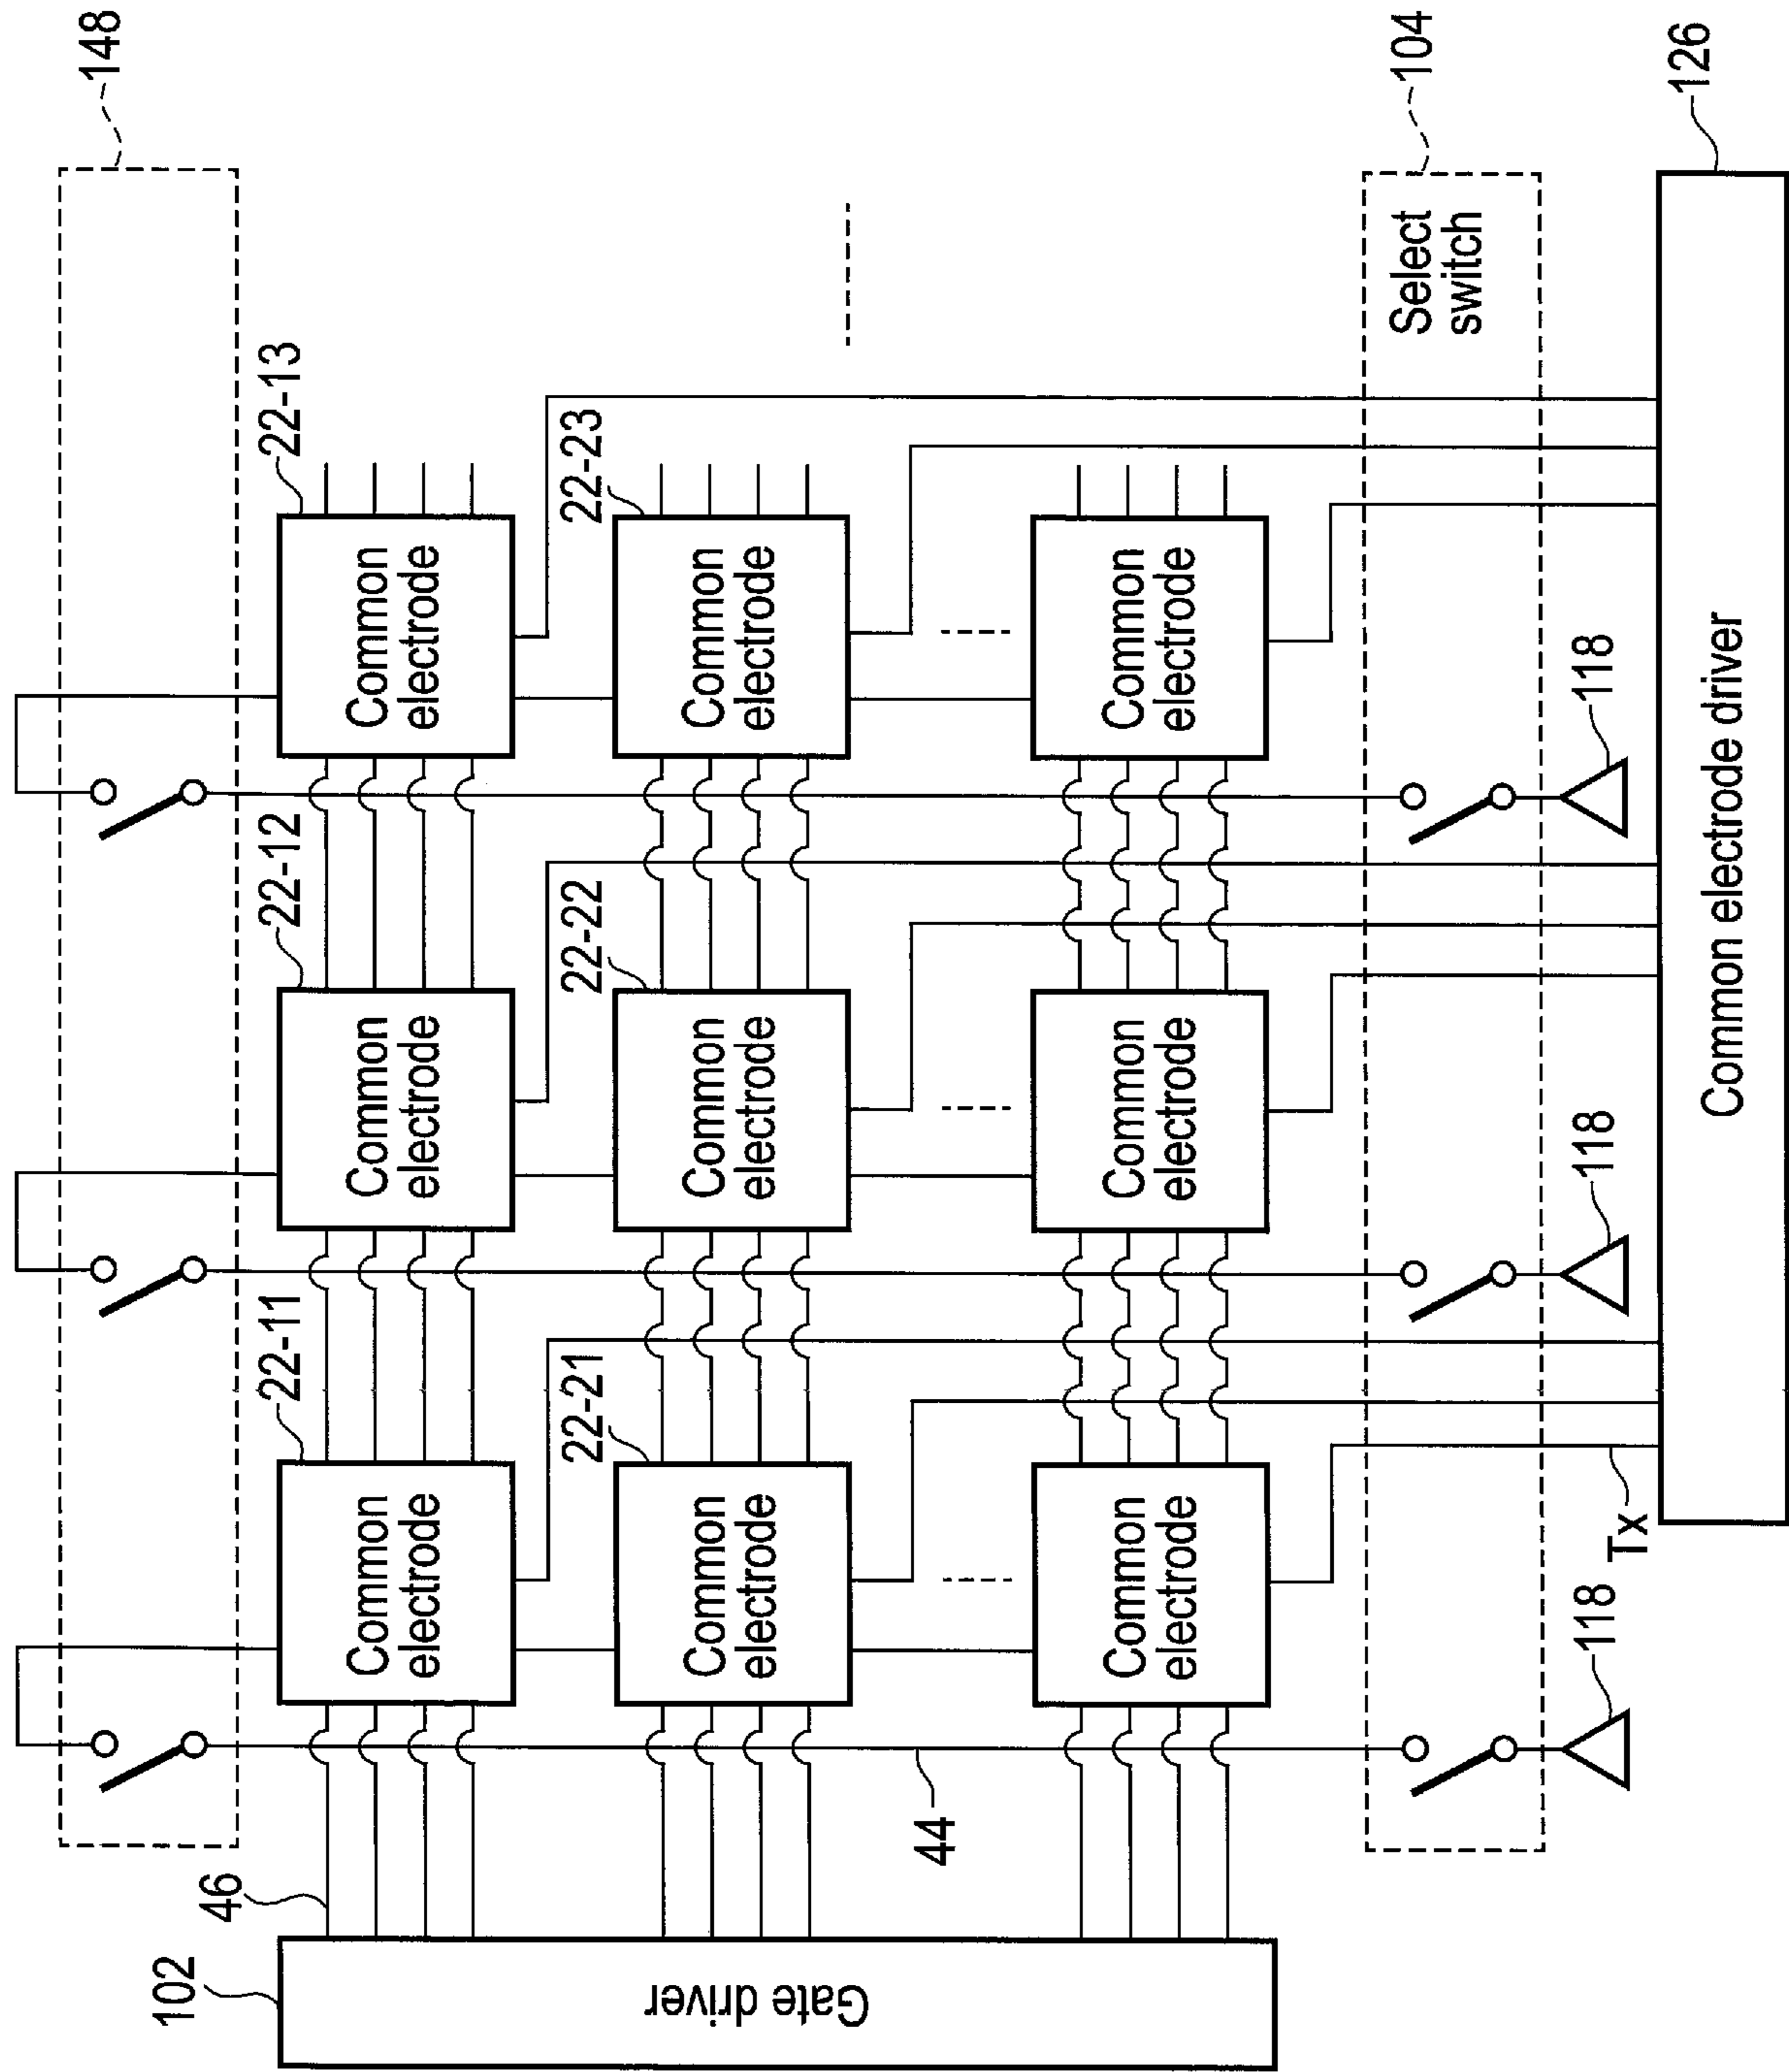 148
22-13
22-12
22-11
Common
electrode
Common
electrode
Common
electrode
46
102
22-23
22-22
22-21
Common
electrode
Common
electrode
Common
electrode
Gate driver
Common
electrode
Common
electrode
Common
electrode
44
104
Select
switch
118
118
118
Tx
126
Common electrode driver